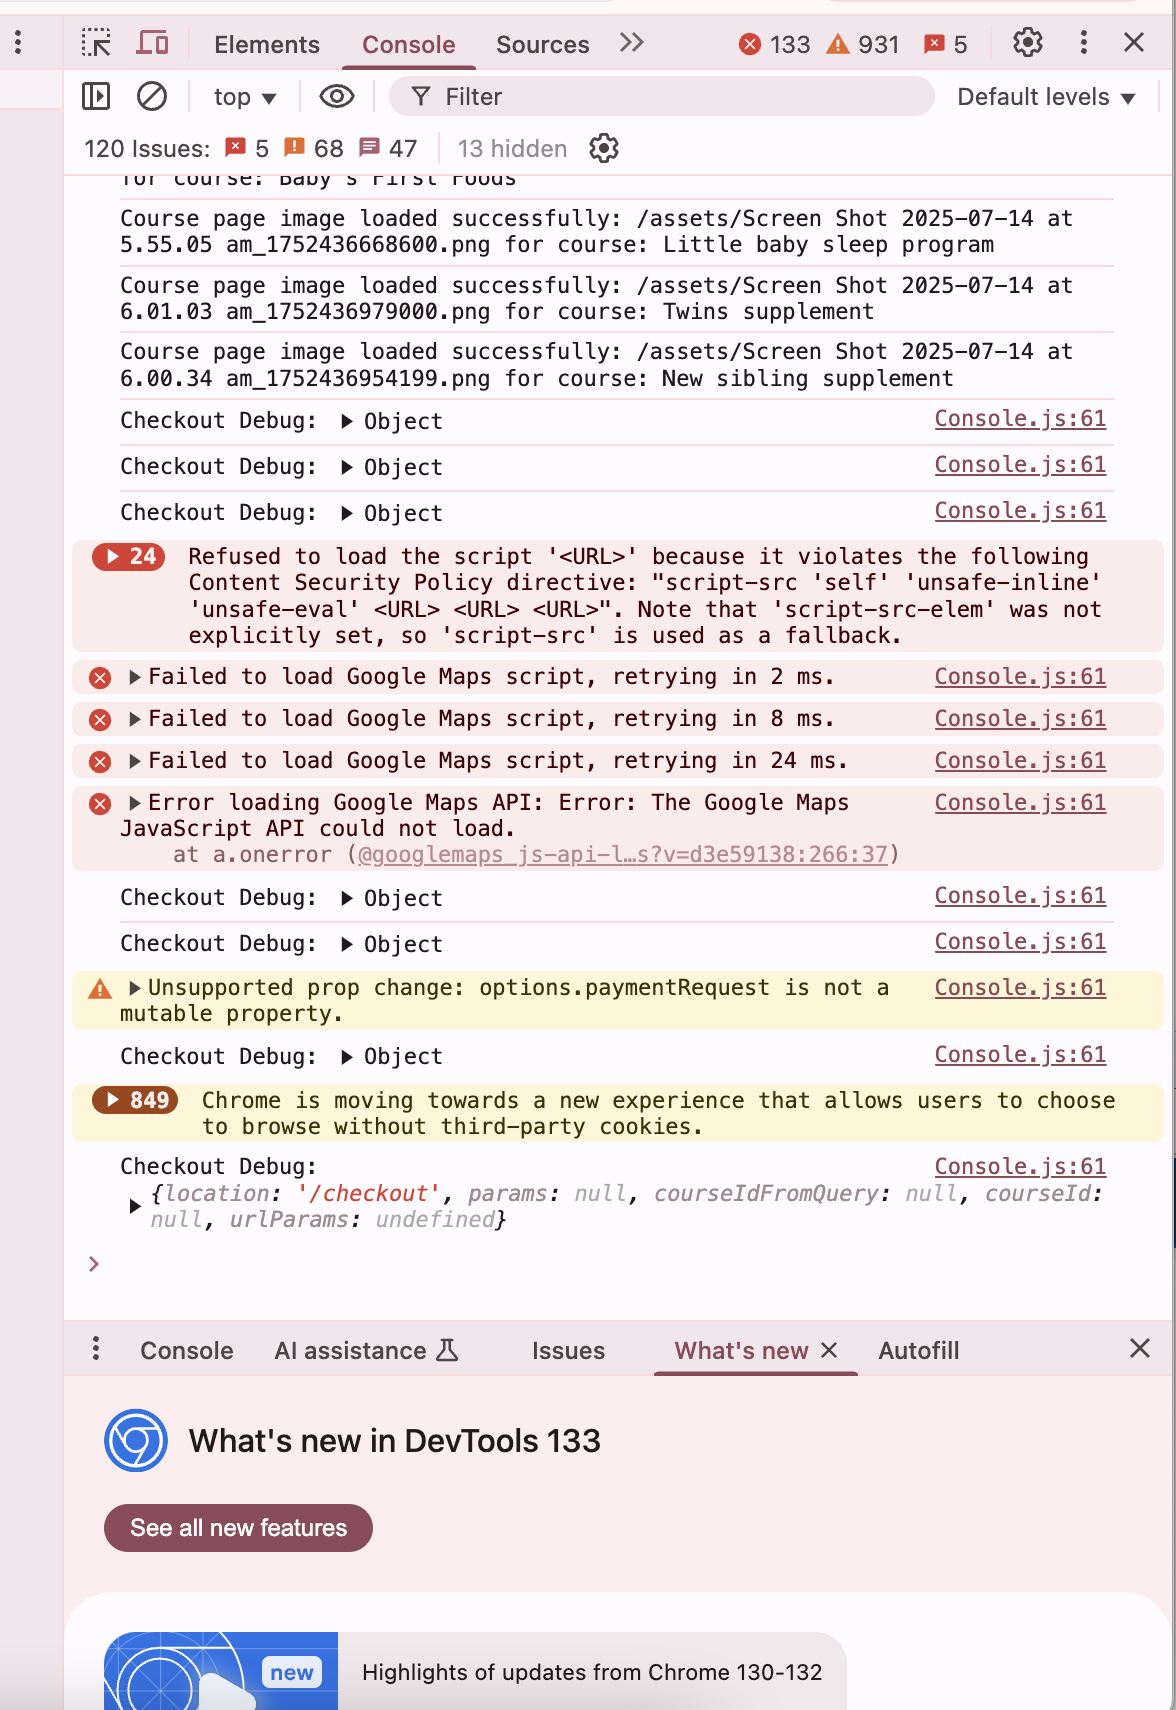 Elements Console Sources 133 931 5
top Filter Default levels
120 Issues: 5 68 47 13 hidden
for course: Baby's First Foods
Course page image loaded successfully: /assets/Screen Shot 2025-07-14 at
5.55.05 am_1752436668600.png for course: Little baby sleep program
Course page image loaded successfully: /assets/Screen Shot 2025-07-14 at
6.01.03 am_1752436979000.png for course: Twins supplement
Course page image loaded successfully: /assets/Screen Shot 2025-07-14 at
6.00.34 am_1752436954199.png for course: New sibling supplement
Checkout Debug: ▶ Object Console.js:61
Checkout Debug: ▶ Object Console.js:61
Checkout Debug: ▶ Object Console.js:61
▶ 24 Refused to load the script '<URL>' because it violates the following
Content Security Policy directive: "script-src 'self' 'unsafe-inline'
'unsafe-eval' <URL> <URL> <URL>". Note that 'script-src-elem' was not
explicitly set, so 'script-src' is used as a fallback.
▶Failed to load Google Maps script, retrying in 2 ms. Console.js:61
▶Failed to load Google Maps script, retrying in 8 ms. Console.js:61
▶Failed to load Google Maps script, retrying in 24 ms. Console.js:61
▶Error loading Google Maps API: Error: The Google Maps Console.js:61
JavaScript API could not load.
at a.onerror (@googlemaps_js-api-l…s?v=d3e59138:266:37)
Checkout Debug: ▶ Object Console.js:61
Checkout Debug: ▶ Object Console.js:61
▶Unsupported prop change: options.paymentRequest is not a Console.js:61
mutable property.
Checkout Debug: ▶ Object Console.js:61
▶ 849 Chrome is moving towards a new experience that allows users to choose
to browse without third-party cookies.
Checkout Debug: Console.js:61
▶ {location: '/checkout', params: null, courseIdFromQuery: null, courseId:
null, urlParams: undefined}
Console AI assistance Issues What's new Autofill
What's new in DevTools 133
See all new features
new Highlights of updates from Chrome 130-132